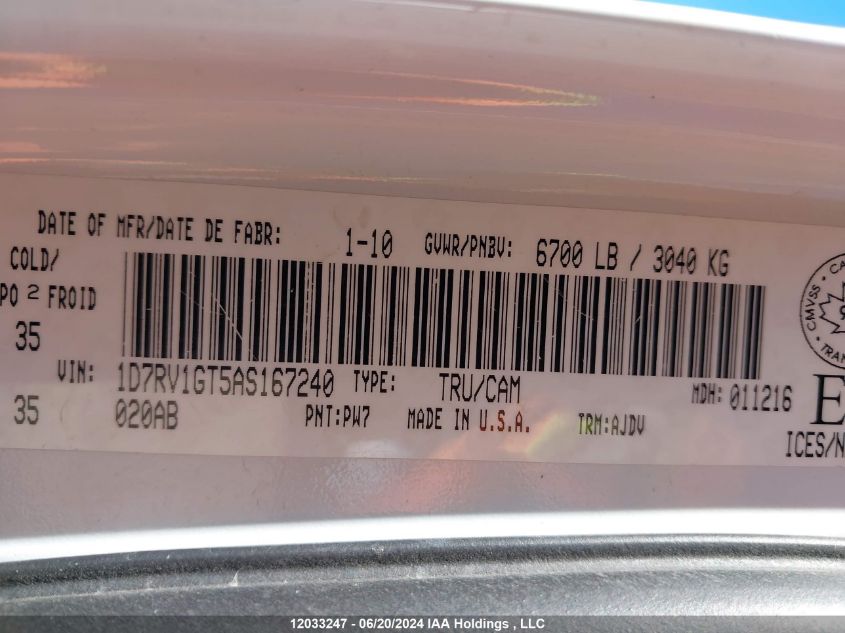 DATE OF MFR/DATE DE FABR: 1-10 GVWR/PNBV: 6700 LB / 3040 KG
COLD/
PO 2 FROID
35
CMVSS
VIN: 1D7RV1GT5AS167240 TYPE: TRU/CAM MDH: 011216
35 020AB PNT:PW7 MADE IN U.S.A. TRM:AJDV
ICES/N
12033247 - 06/20/2024 IAA Holdings , LLC